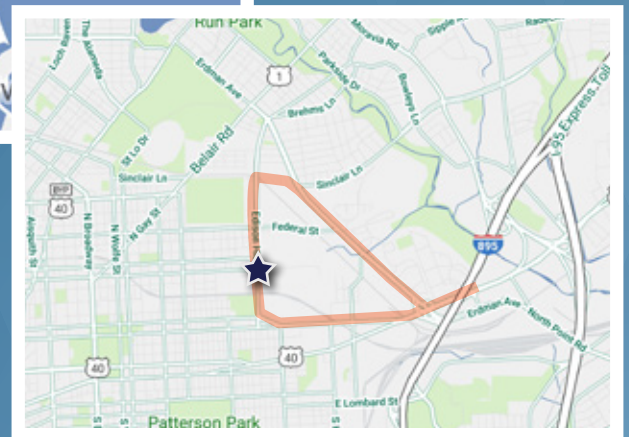 Run Park
Loch Raven
The Alameda
Moravia Rd
Sipple
Erdman Ave
Parkside Dr
Bowleys Ln
1
Brehms Ln
95 Express Toll
St Lo Dr
Belair Rd
Sinclair Ln
Sinclair Ln
BYP
40
Aisquith St
N Broadway
N Wolfe St
N Gay St
Edison
Federal St
895
Erdman Ave
North Point Rd
40
40
E Lombard St
Patterson Park